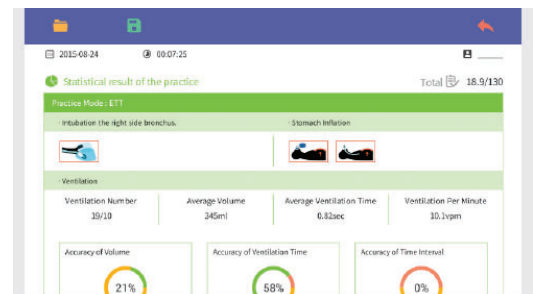 2015-08-24 00:07:25
Statistical result of the practice Total 18.9/130
Practice Mode : ETT
· Intubation the right side bronchus. · Stomach Inflation
· Ventilation
Ventilation Number Average Volume Average Ventilation Time Ventilation Per Minute
19/10 345ml 0.82sec 10.1vpm
Accuracy of Volume Accuracy of Ventilation Time Accuracy of Time Interval
21% 58% 0%